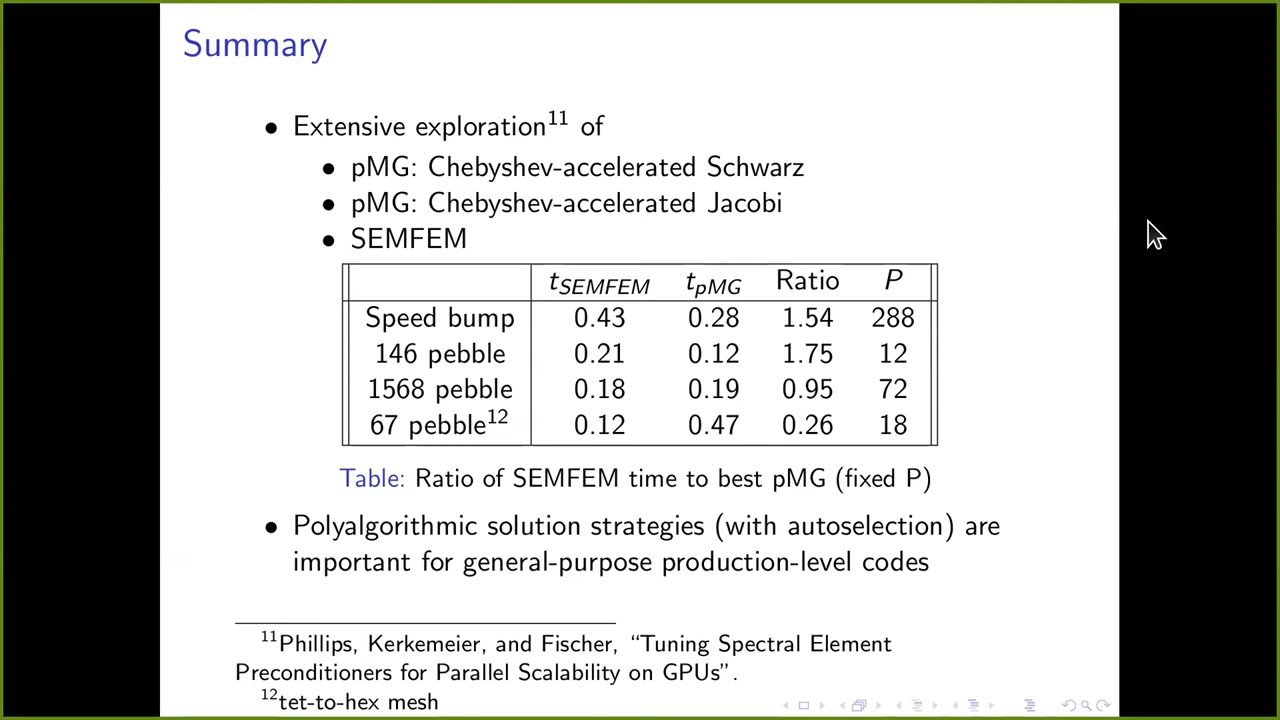 Summary
• Extensive exploration11 of
• pMG: Chebyshev-accelerated Schwarz
• pMG: Chebyshev-accelerated Jacobi
• SEMFEM
tSEMFEM tpMG Ratio P
Speed bump 0.43 0.28 1.54 288
146 pebble 0.21 0.12 1.75 12
1568 pebble 0.18 0.19 0.95 72
67 pebble12 0.12 0.47 0.26 18
Table: Ratio of SEMFEM time to best pMG (fixed P)
• Polyalgorithmic solution strategies (with autoselection) are
important for general-purpose production-level codes
11Phillips, Kerkemeier, and Fischer, “Tuning Spectral Element
Preconditioners for Parallel Scalability on GPUs”.
12tet-to-hex mesh